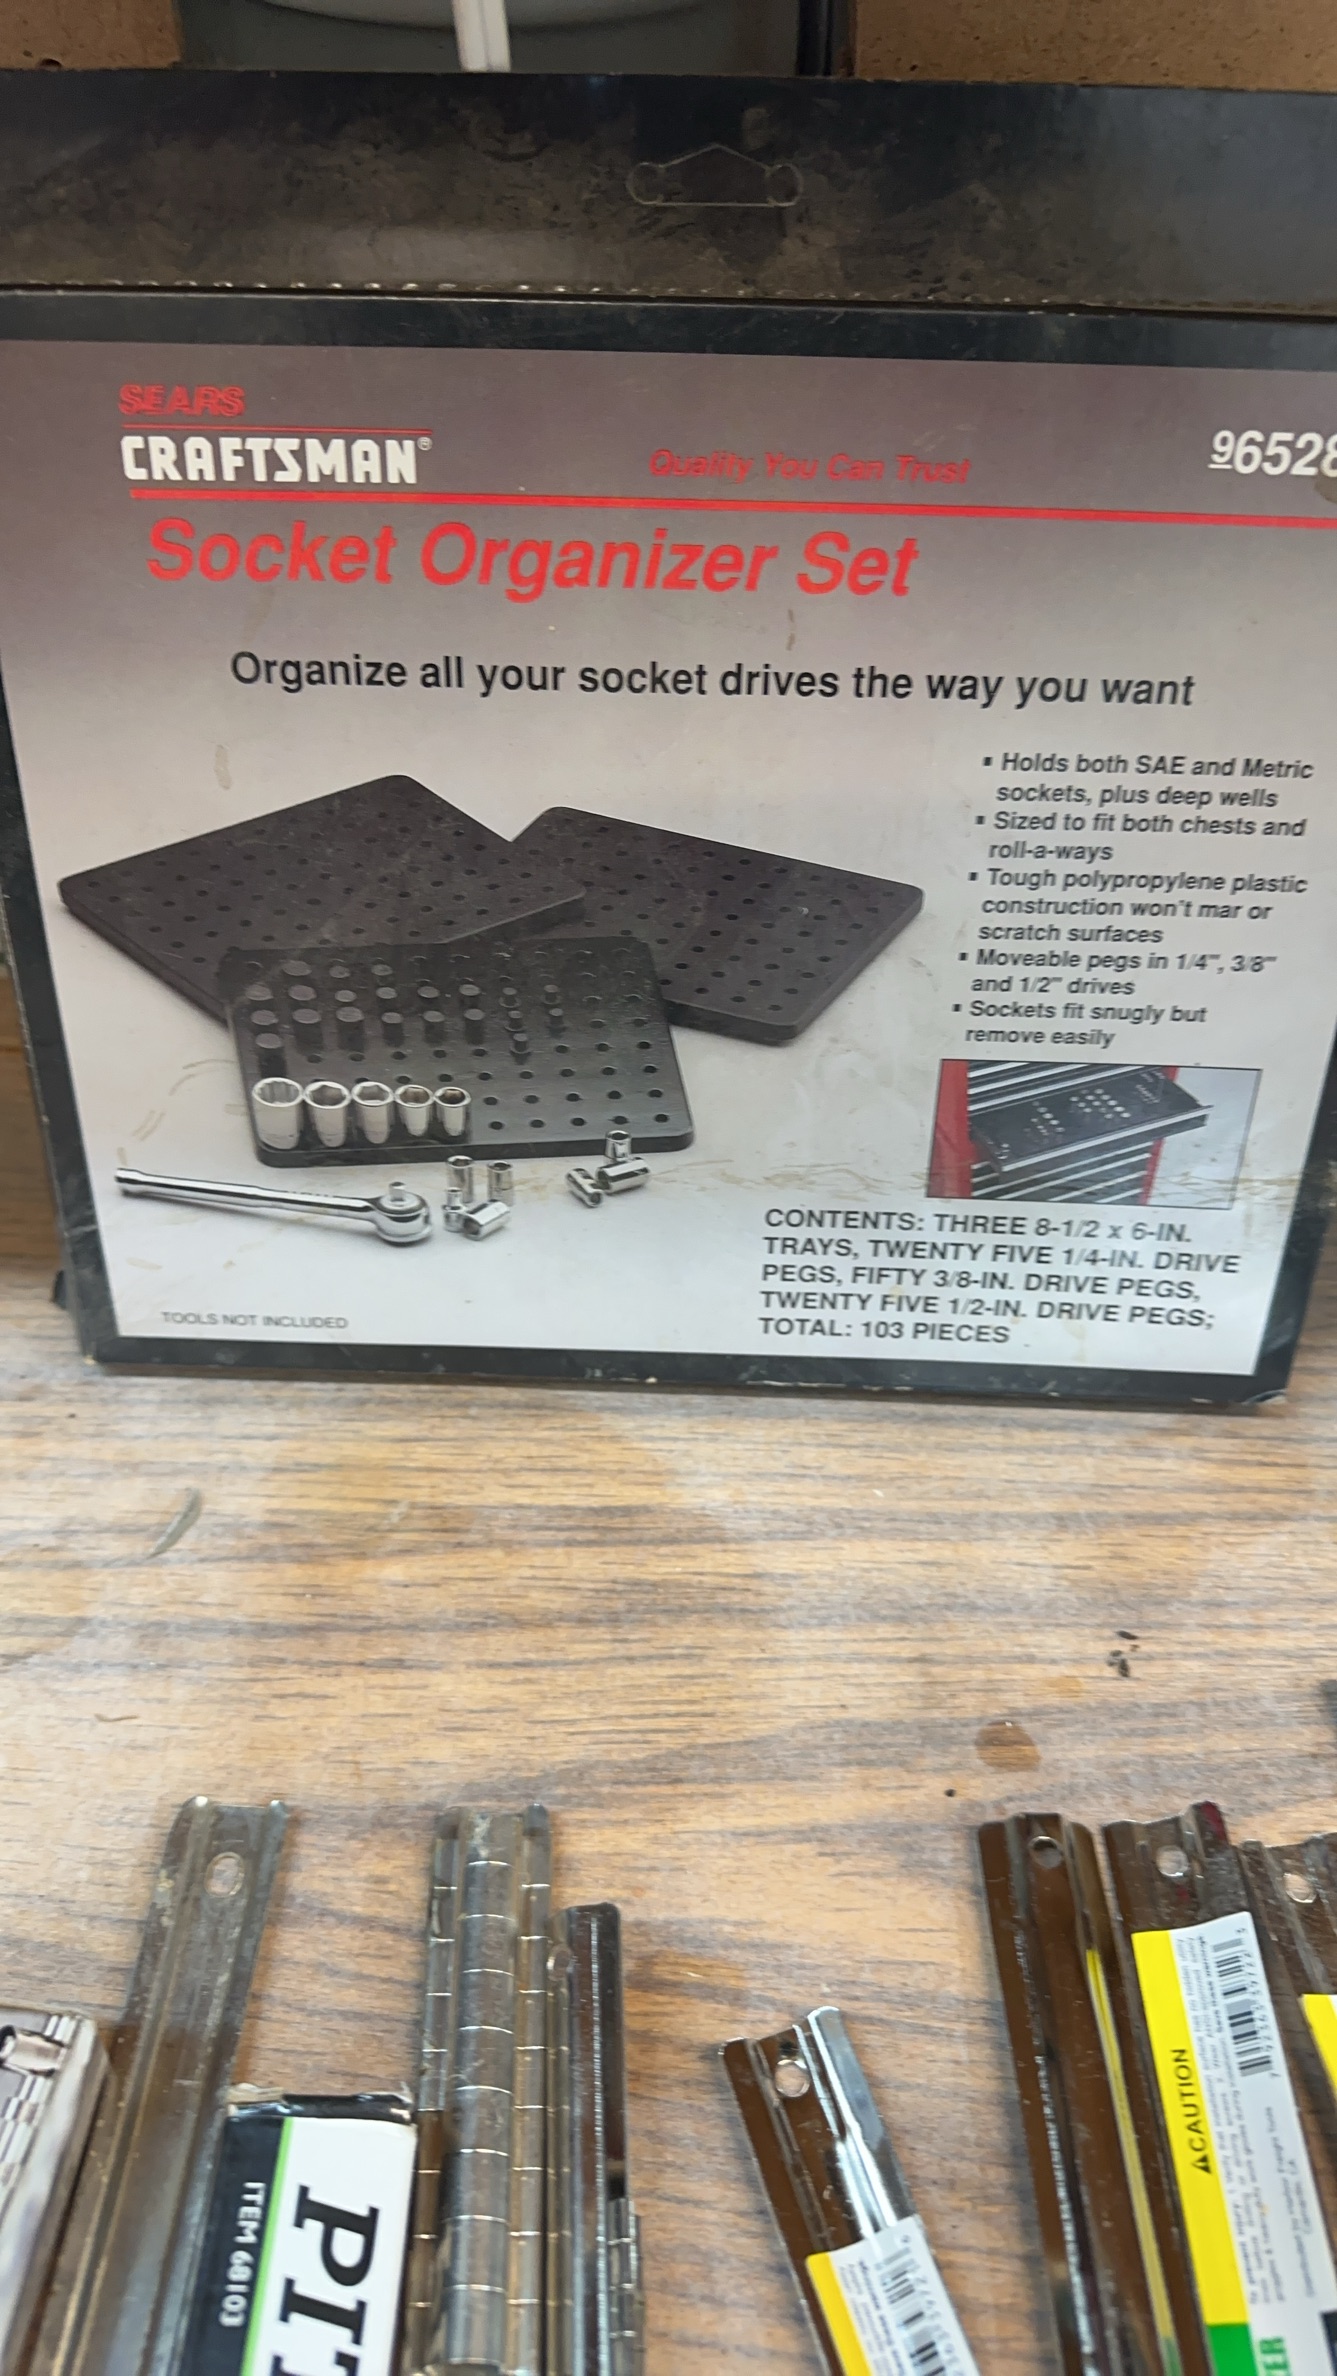 SEARS
CRAFTSMAN®
Quality You Can Trust
96528
Socket Organizer Set
Organize all your socket drives the way you want
▪ Holds both SAE and Metric
sockets, plus deep wells
▪ Sized to fit both chests and
roll-a-ways
▪ Tough polypropylene plastic
construction won't mar or
scratch surfaces
▪ Moveable pegs in 1/4", 3/8"
and 1/2" drives
▪ Sockets fit snugly but
remove easily
CONTENTS: THREE 8-1/2 x 6-IN.
TRAYS, TWENTY FIVE 1/4-IN. DRIVE
PEGS, FIFTY 3/8-IN. DRIVE PEGS,
TWENTY FIVE 1/2-IN. DRIVE PEGS;
TOTAL: 103 PIECES
TOOLS NOT INCLUDED
ITEM 68103
PIT
⚠CAUTION